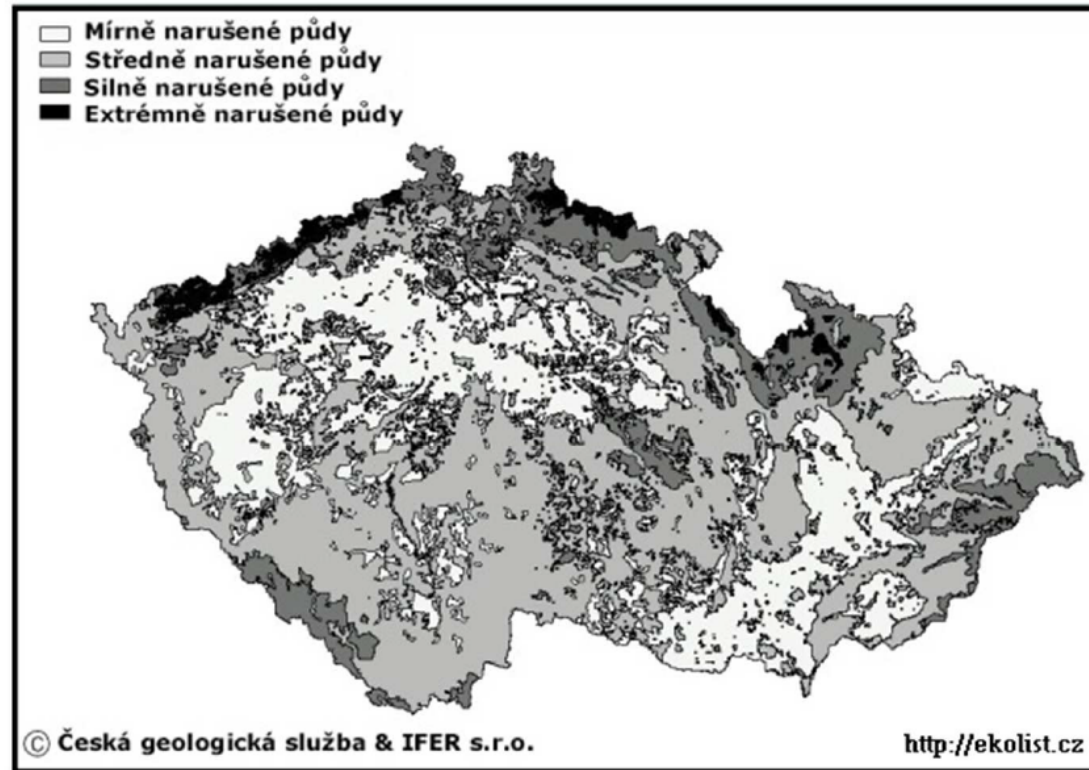 Mírně narušené půdy
Středně narušené půdy
Silně narušené půdy
Extrémně narušené půdy
© Česká geologická služba & IFER s.r.o.
http://ekolist.cz